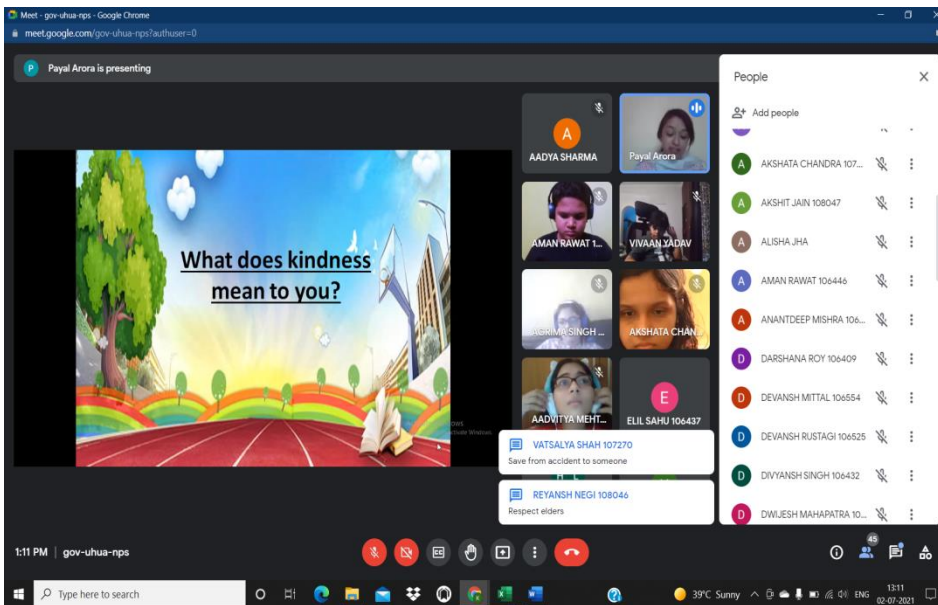 Meet - gov-uhua-nps - Google Chrome
meet.google.com/gov-uhua-nps?authuser=0
P Payal Arora is presenting
What does kindness
mean to you?
A
AADYA SHARMA
Payal Arora
AMAN RAWAT 1...
VIVAAN YADAV
AGRIMA SINGH ...
AKSHATA CHAN...
AADVITYA MEHT...
E
ELIL SAHU 106437
VATSALYA SHAH 107270
Save from accident to someone
REYANSH NEGI 108046
Respect elders
People
Add people
A AKSHATA CHANDRA 107...
A AKSHIT JAIN 108047
A ALISHA JHA
A AMAN RAWAT 106446
A ANANTDEEP MISHRA 106...
D DARSHANA ROY 106409
D DEVANSH MITTAL 106554
D DEVANSH RUSTAGI 106525
D DIVYANSH SINGH 106432
D DWIJESH MAHAPATRA 10...
1:11 PM | gov-uhua-nps
45
Type here to search
39°C Sunny
ENG
13:11
02-07-2021